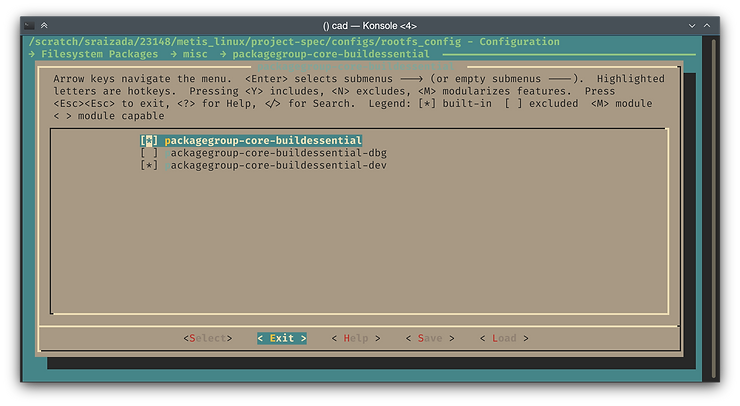 () cad — Konsole <4>
/scratch/sraizada/23148/metis_linux/project-spec/configs/rootfs_config - Configuration
→ Filesystem Packages → misc → packagegroup-core-buildessential
Arrow keys navigate the menu. <Enter> selects submenus ---> (or empty submenus ----). Highlighted
letters are hotkeys. Pressing <Y> includes, <N> excludes, <M> modularizes features. Press
<Esc><Esc> to exit, <?> for Help, </> for Search. Legend: [*] built-in [ ] excluded <M> module
< > module capable
[*] packagegroup-core-buildessential
[ ] ackagegroup-core-buildessential-dbg
[*] ackagegroup-core-buildessential-dev
<Select> < Exit > < Help > < Save > < Load >